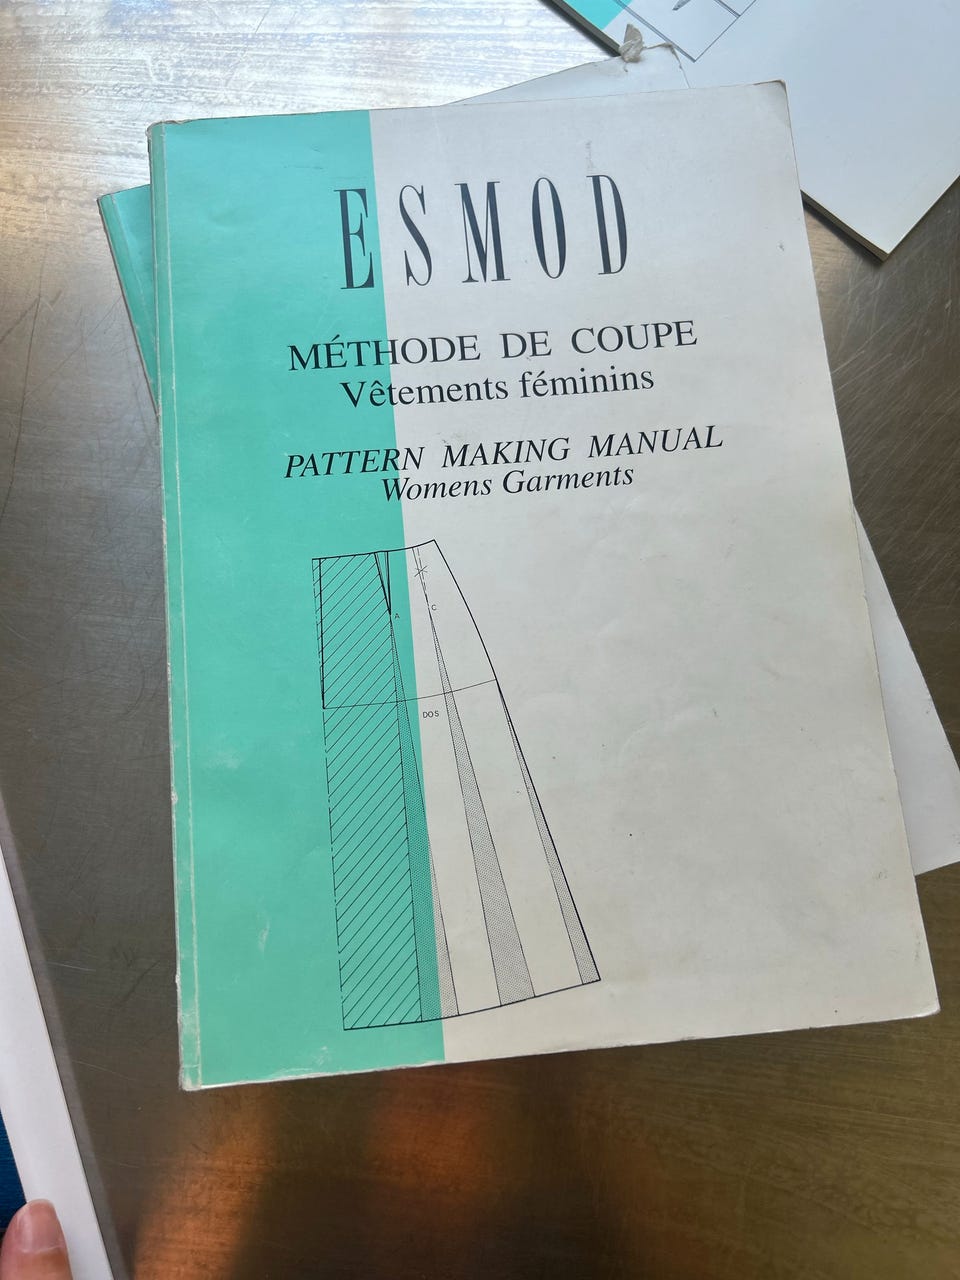 ESMOD
MÉTHODE DE COUPE
Vêtements féminins
PATTERN MAKING MANUAL
Womens Garments
A
C
DOS